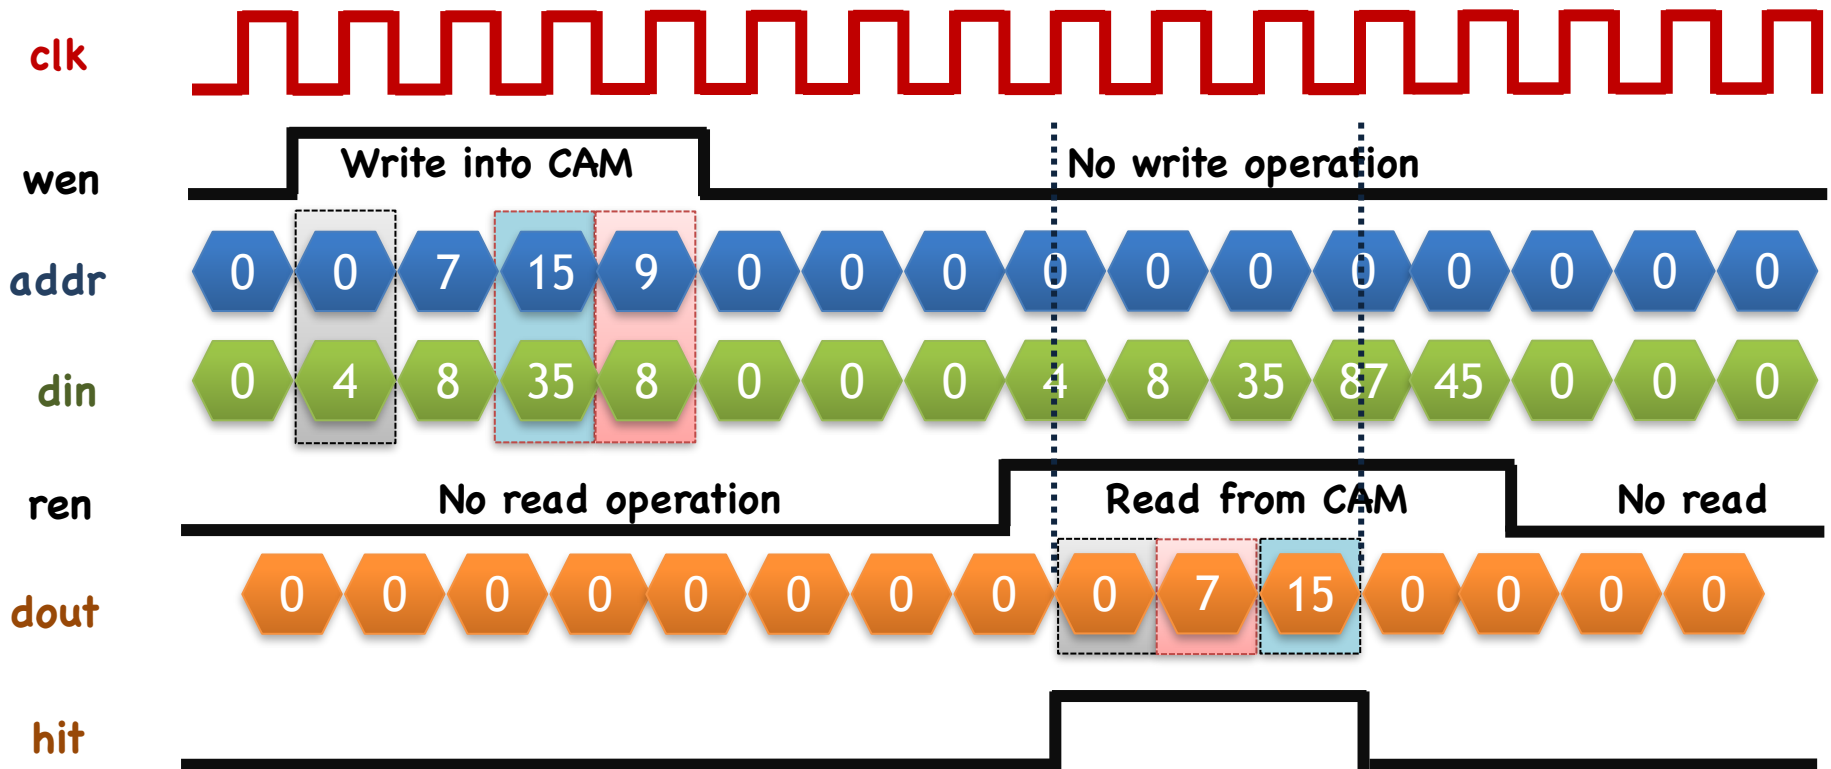 clk
wen Write into CAM No write operation
addr 0 0 7 15 9 0 0 0 0 0 0 0 0 0 0 0
din 0 4 8 35 8 0 0 0 4 8 35 87 45 0 0 0
ren No read operation Read from CAM No read
dout 0 0 0 0 0 0 0 0 0 7 15 0 0 0 0
hit